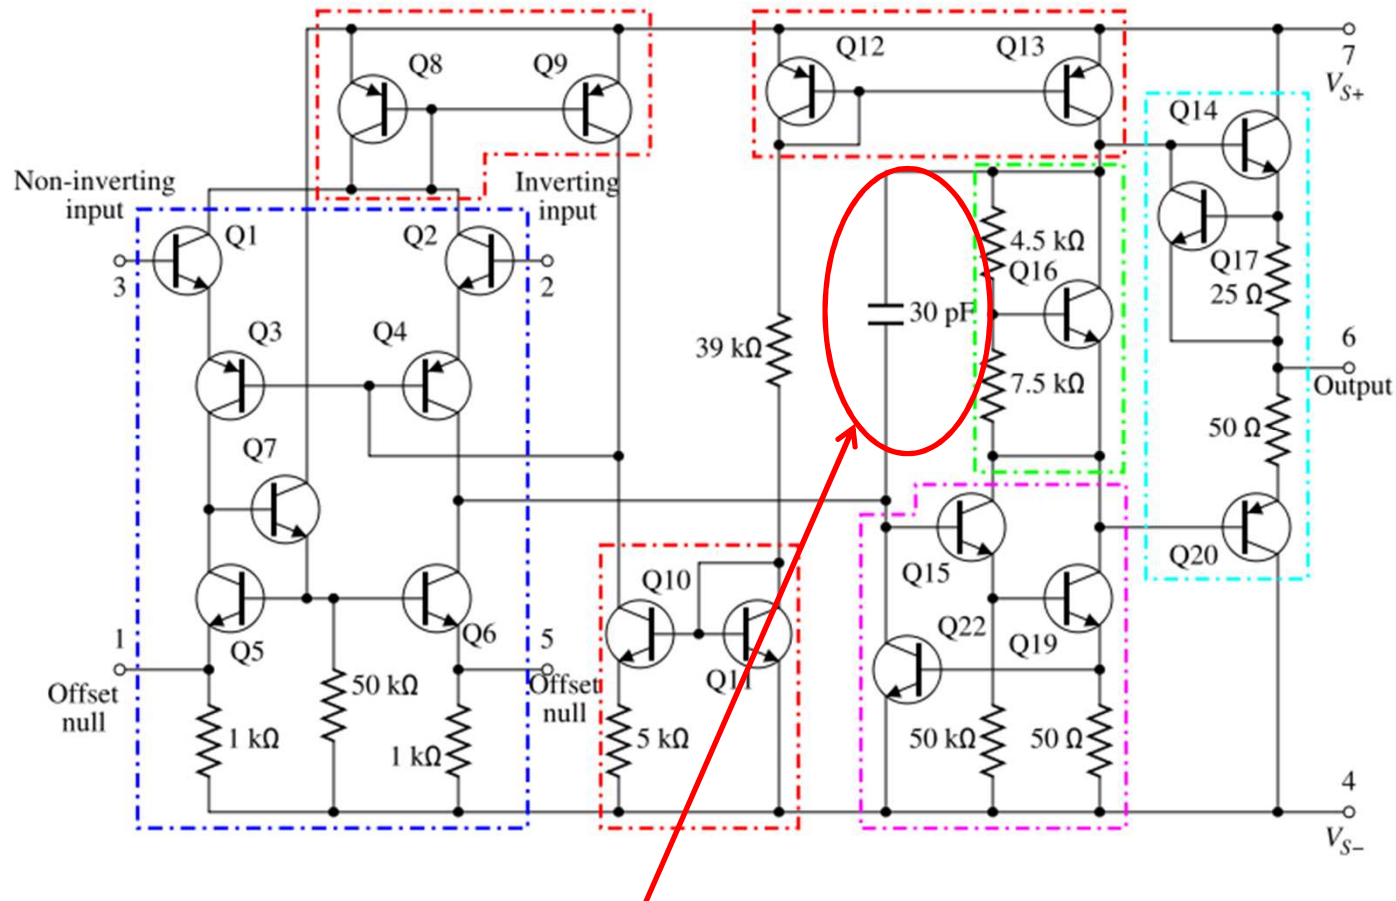 Q8
Q9
Q12
Q13
7
V_S+
Q14
Non-inverting
input
Inverting
input
Q1
Q2
3
2
4.5 kΩ
Q16
Q17
25 Ω
30 pF
Q3
Q4
39 kΩ
6
Output
7.5 kΩ
50 Ω
Q7
Q15
Q20
Q10
Q22
Q19
1
Q5
Q6
5
Offset
null
50 kΩ
Offset
null
Q11
1 kΩ
1 kΩ
5 kΩ
50 kΩ
50 Ω
4
V_S−